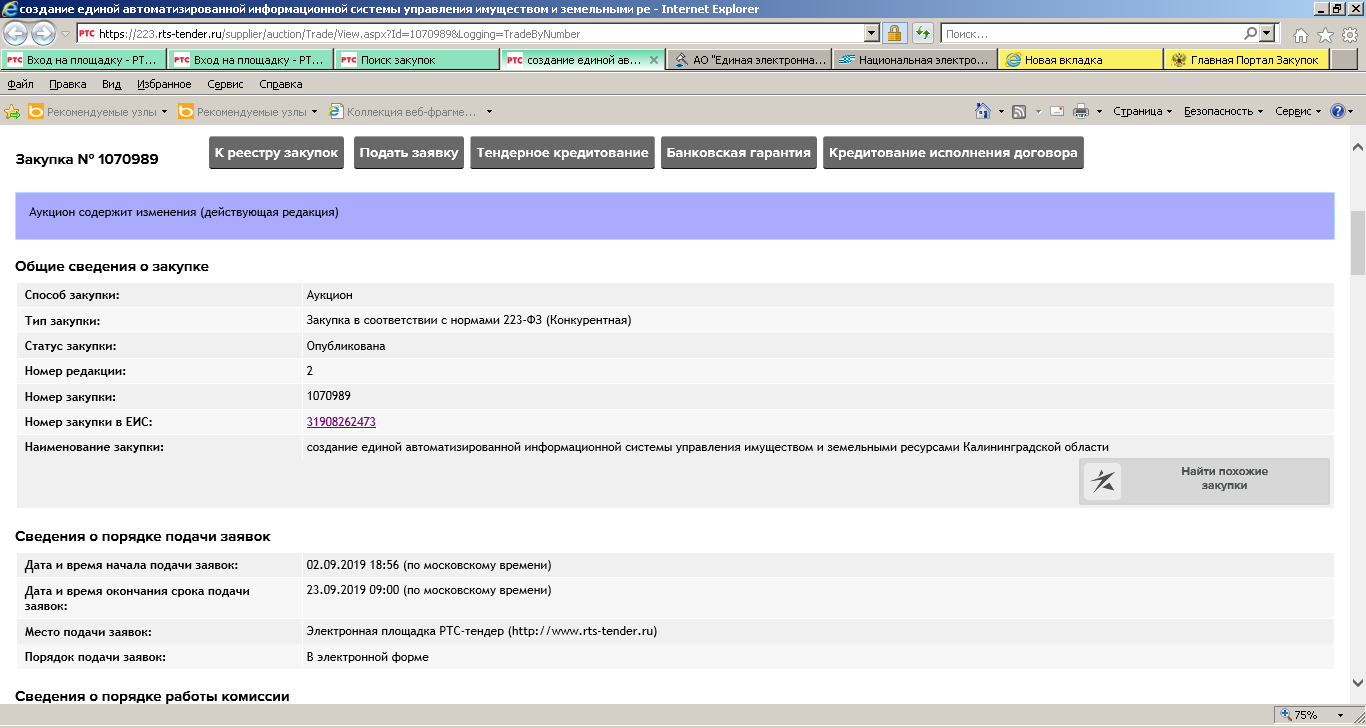 создание единой автоматизированной информационной системы управления имуществом и земельными ре - Internet Explorer
РТС https://223.rts-tender.ru/supplier/auction/Trade/View.aspx?Id=1070989&Logging=TradeByNumber Поиск...
РТС Вход на площадку - РТ... РТС Вход на площадку - РТ... РТС Поиск закупок РТС создание единой ав... АО "Единая электронна... Национальная электро... Новая вкладка Главная Портал Закупок
Файл Правка Вид Избранное Сервис Справка
Рекомендуемые узлы Рекомендуемые узлы Коллекция веб-фрагме... Страница Безопасность Сервис
Закупка № 1070989 К реестру закупок Подать заявку Тендерное кредитование Банковская гарантия Кредитование исполнения договора
Аукцион содержит изменения (действующая редакция)
Общие сведения о закупке
Способ закупки: Аукцион
Тип закупки: Закупка в соответствии с нормами 223-ФЗ (Конкурентная)
Статус закупки: Опубликована
Номер редакции: 2
Номер закупки: 1070989
Номер закупки в ЕИС: 31908262473
Наименование закупки: создание единой автоматизированной информационной системы управления имуществом и земельными ресурсами Калининградской области
Найти похожие
закупки
Сведения о порядке подачи заявок
Дата и время начала подачи заявок: 02.09.2019 18:56 (по московскому времени)
Дата и время окончания срока подачи 23.09.2019 09:00 (по московскому времени)
заявок:
Место подачи заявок: Электронная площадка РТС-тендер (http://www.rts-tender.ru)
Порядок подачи заявок: В электронной форме
Сведения о порядке работы комиссии
75%